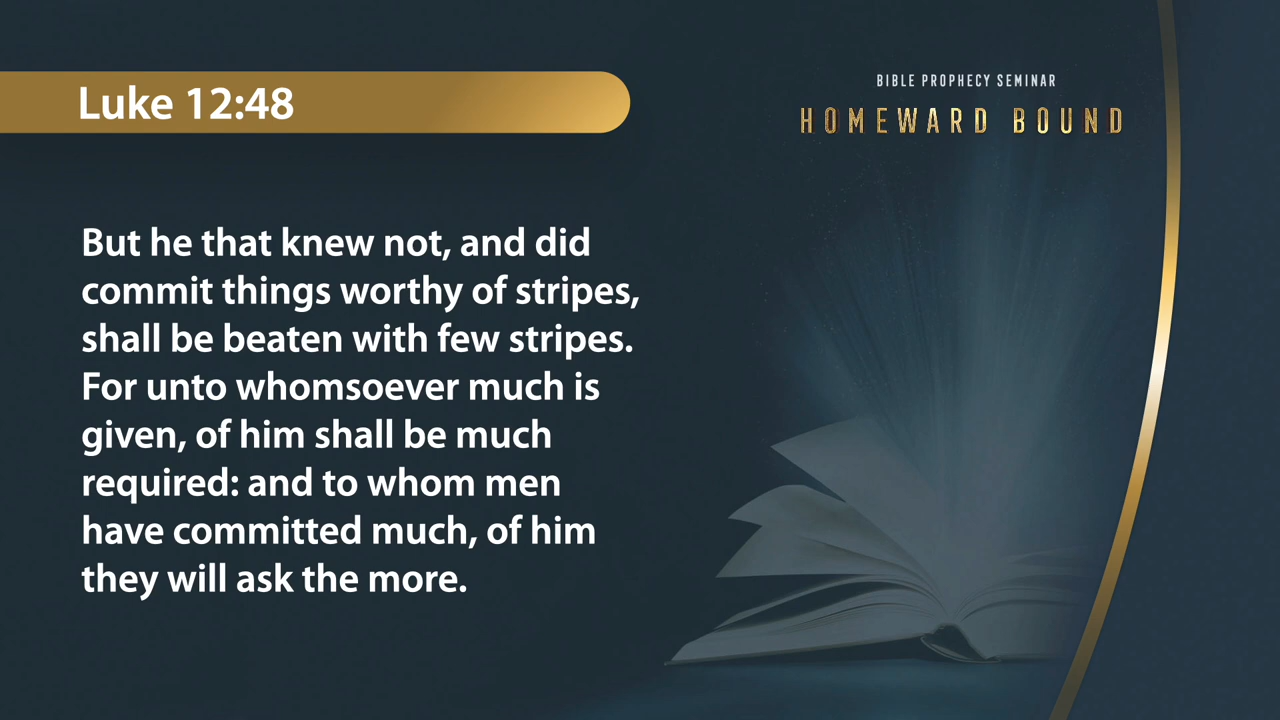 Luke 12:48
BIBLE PROPHECY SEMINAR
HOMEWARD BOUND
But he that knew not, and did
commit things worthy of stripes,
shall be beaten with few stripes.
For unto whomsoever much is
given, of him shall be much
required: and to whom men
have committed much, of him
they will ask the more.